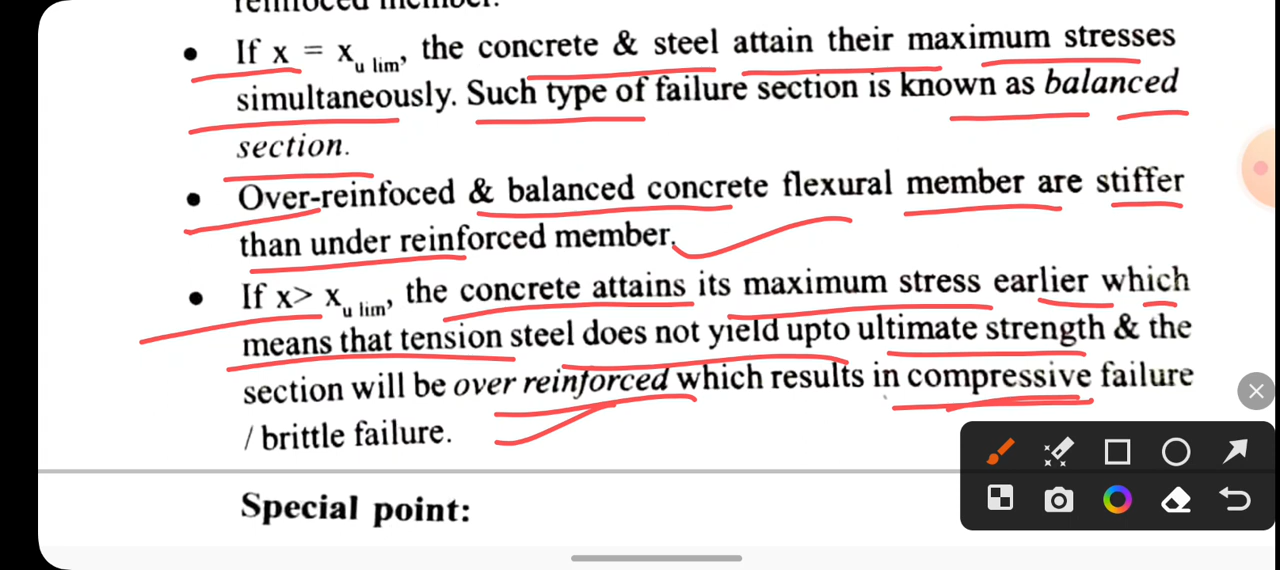 reinfoced member.
• If x = x u lim, the concrete & steel attain their maximum stresses
simultaneously. Such type of failure section is known as balanced
section.
• Over-reinfoced & balanced concrete flexural member are stiffer
than under reinforced member.
• If x> x u lim, the concrete attains its maximum stress earlier which
means that tension steel does not yield upto ultimate strength & the
section will be over reinforced which results in compressive failure
/ brittle failure.
Special point: